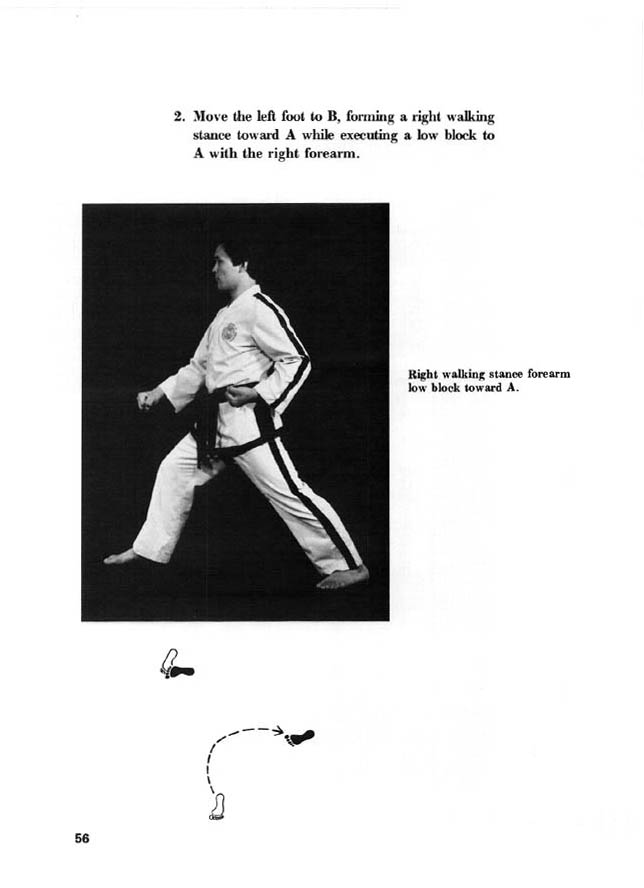 2. Move the left foot to B, forming a right walking
stance toward A while executing a low block to
A with the right forearm.
Right walking stance forearm
low block toward A.
56